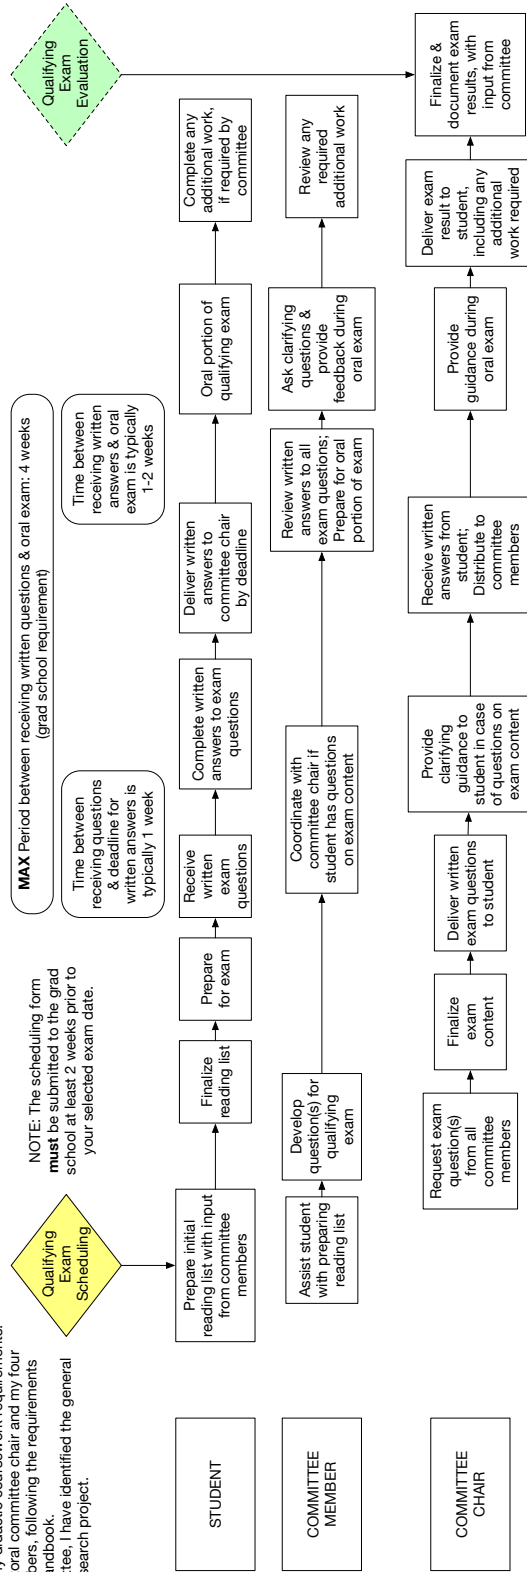 y didactic coursework requirements.
oral committee chair and my four
bers, following the requirements
andbook.
ttee, I have identified the general
search project.
NOTE: The scheduling form
must be submitted to the grad
school at least 2 weeks prior to
your selected exam date.
MAX Period between receiving written questions & oral exam: 4 weeks
(grad school requirement)
Qualifying
Exam
Scheduling
Time between
receiving questions
& deadline for
written answers is
typically 1 week
Time between
receiving written
answers & oral
exam is typically
1-2 weeks
Qualifying
Exam
Evaluation
STUDENT
Prepare initial
reading list with input
from committee
members
Finalize
reading list
Prepare
for exam
Receive
written
exam
questions
Complete written
answers to exam
questions
Deliver written
answers to
committee chair
by deadline
Oral portion of
qualifying exam
Complete any
additional work,
if required by
committee
COMMITTEE
MEMBER
Assist student
with preparing
reading list
Develop
question(s) for
qualifying
exam
Coordinate with
committee chair if
student has questions
on exam content
Review written
answers to all
exam questions;
Prepare for oral
portion of exam
Ask clarifying
questions &
provide
feedback during
oral exam
Review any
required
additional work
COMMITTEE
CHAIR
Request exam
question(s)
from all
committee
members
Finalize
exam
content
Deliver written
exam questions
to student
Provide
clarifying
guidance to
student in case
of questions on
exam content
Receive written
answers from
student;
Distribute to
committee
members
Provide
guidance during
oral exam
Deliver exam
result to
student,
including any
additional
work required
Finalize &
document exam
results, with
input from
committee